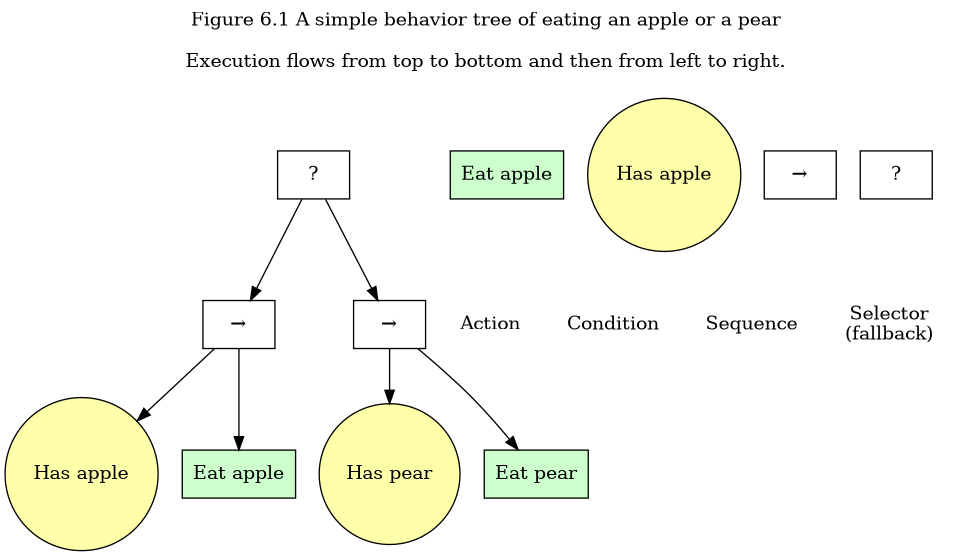 Figure 6.1 A simple behavior tree of eating an apple or a pear
Execution flows from top to bottom and then from left to right.
?
Eat apple
Has apple
→
?
→
→
Action
Condition
Sequence
Selector
(fallback)
Has apple
Eat apple
Has pear
Eat pear